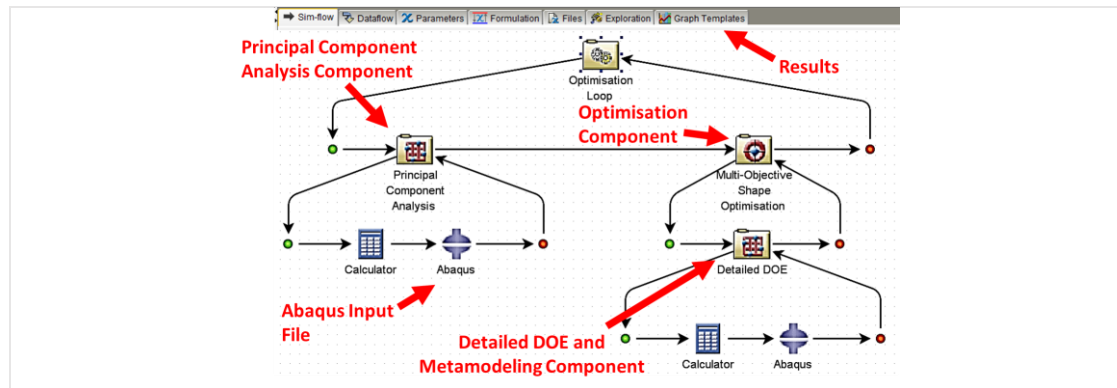 Sim-flow Dataflow Parameters Formulation Files Exploration Graph Templates
Principal Component
Analysis Component
Results
Optimisation
Loop
Optimisation
Component
Principal
Component
Analysis
Multi-Objective
Shape
Optimisation
Calculator
Abaqus
Detailed DOE
Abaqus Input
File
Detailed DOE and
Metamodeling Component
Calculator
Abaqus